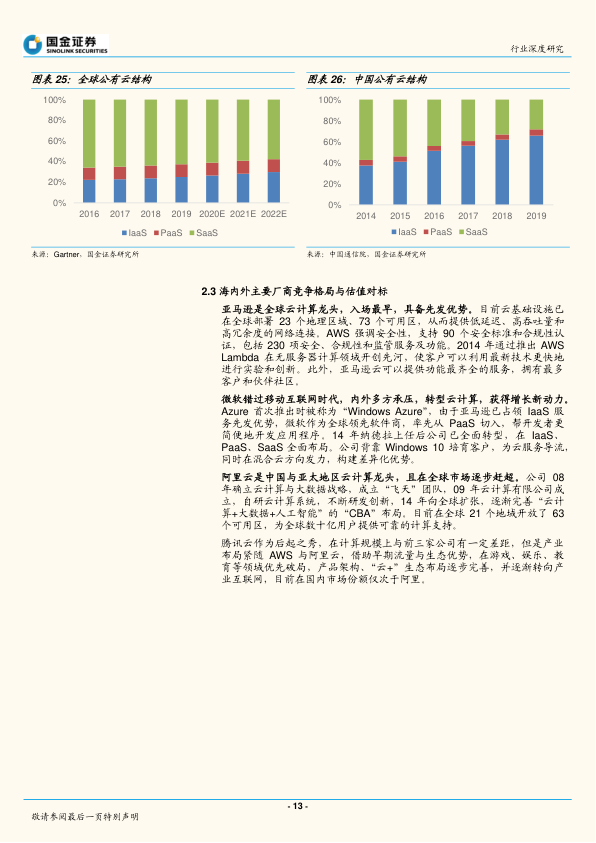 国金证券
SINOLINK SECURITIES
行业深度研究
图表 25：全球公有云结构
100%
80%
60%
40%
20%
0%
2016 2017 2018 2019 2020E 2021E 2022E
IaaS PaaS SaaS
来源：Gartner，国金证券研究所
图表 26：中国公有云结构
100%
80%
60%
40%
20%
0%
2014 2015 2016 2017 2018 2019
IaaS PaaS SaaS
来源：中国通信院，国金证券研究所
2.3 海内外主要厂商竞争格局与估值对标
亚马逊是全球云计算龙头，入场最早，具备先发优势。目前云基础设施已
在全球部署 23 个地理区域、73 个可用区，从而提供低延迟、高吞吐量和
高冗余度的网络连接。AWS 强调安全性，支持 90 个安全标准和合规性认
证，包括 230 项安全、合规性和监管服务及功能。2014 年通过推出 AWS
Lambda 在无服务器计算领域开创先河，使客户可以利用最新技术更快地
进行实验和创新。此外，亚马逊云可以提供功能最齐全的服务，拥有最多
客户和伙伴社区。
微软错过移动互联网时代，内外多方承压，转型云计算，获得增长新动力。
Azure 首次推出时被称为“Windows Azure”，由于亚马逊已占领 IaaS 服
务先发优势，微软作为全球领先软件商，率先从 PaaS 切入，帮开发者更
简便地开发应用程序。14 年纳德拉上任后公司已全面转型，在 IaaS、
PaaS、SaaS 全面布局。公司背靠 Windows 10 培育客户，为云服务导流，
同时在混合云方向发力，构建差异化优势。
阿里云是中国与亚太地区云计算龙头，且在全球市场逐步赶超。公司 08
年确立云计算与大数据战略，成立“飞天”团队，09 年云计算有限公司成
立，自研云计算系统，不断研发创新，14 年向全球扩张，逐渐完善“云计
算+大数据+人工智能”的“CBA”布局。目前在全球 21 个地域开放了 63
个可用区，为全球数十亿用户提供可靠的计算支持。
腾讯云作为后起之秀，在计算规模上与前三家公司有一定差距，但是产业
布局紧随 AWS 与阿里云，借助早期流量与生态优势，在游戏、娱乐、教
育等领域优先破局，产品架构、“云+”生态布局逐步完善，并逐渐转向产
业互联网，目前在国内市场份额仅次于阿里。
- 13 -
敬请参阅最后一页特别声明